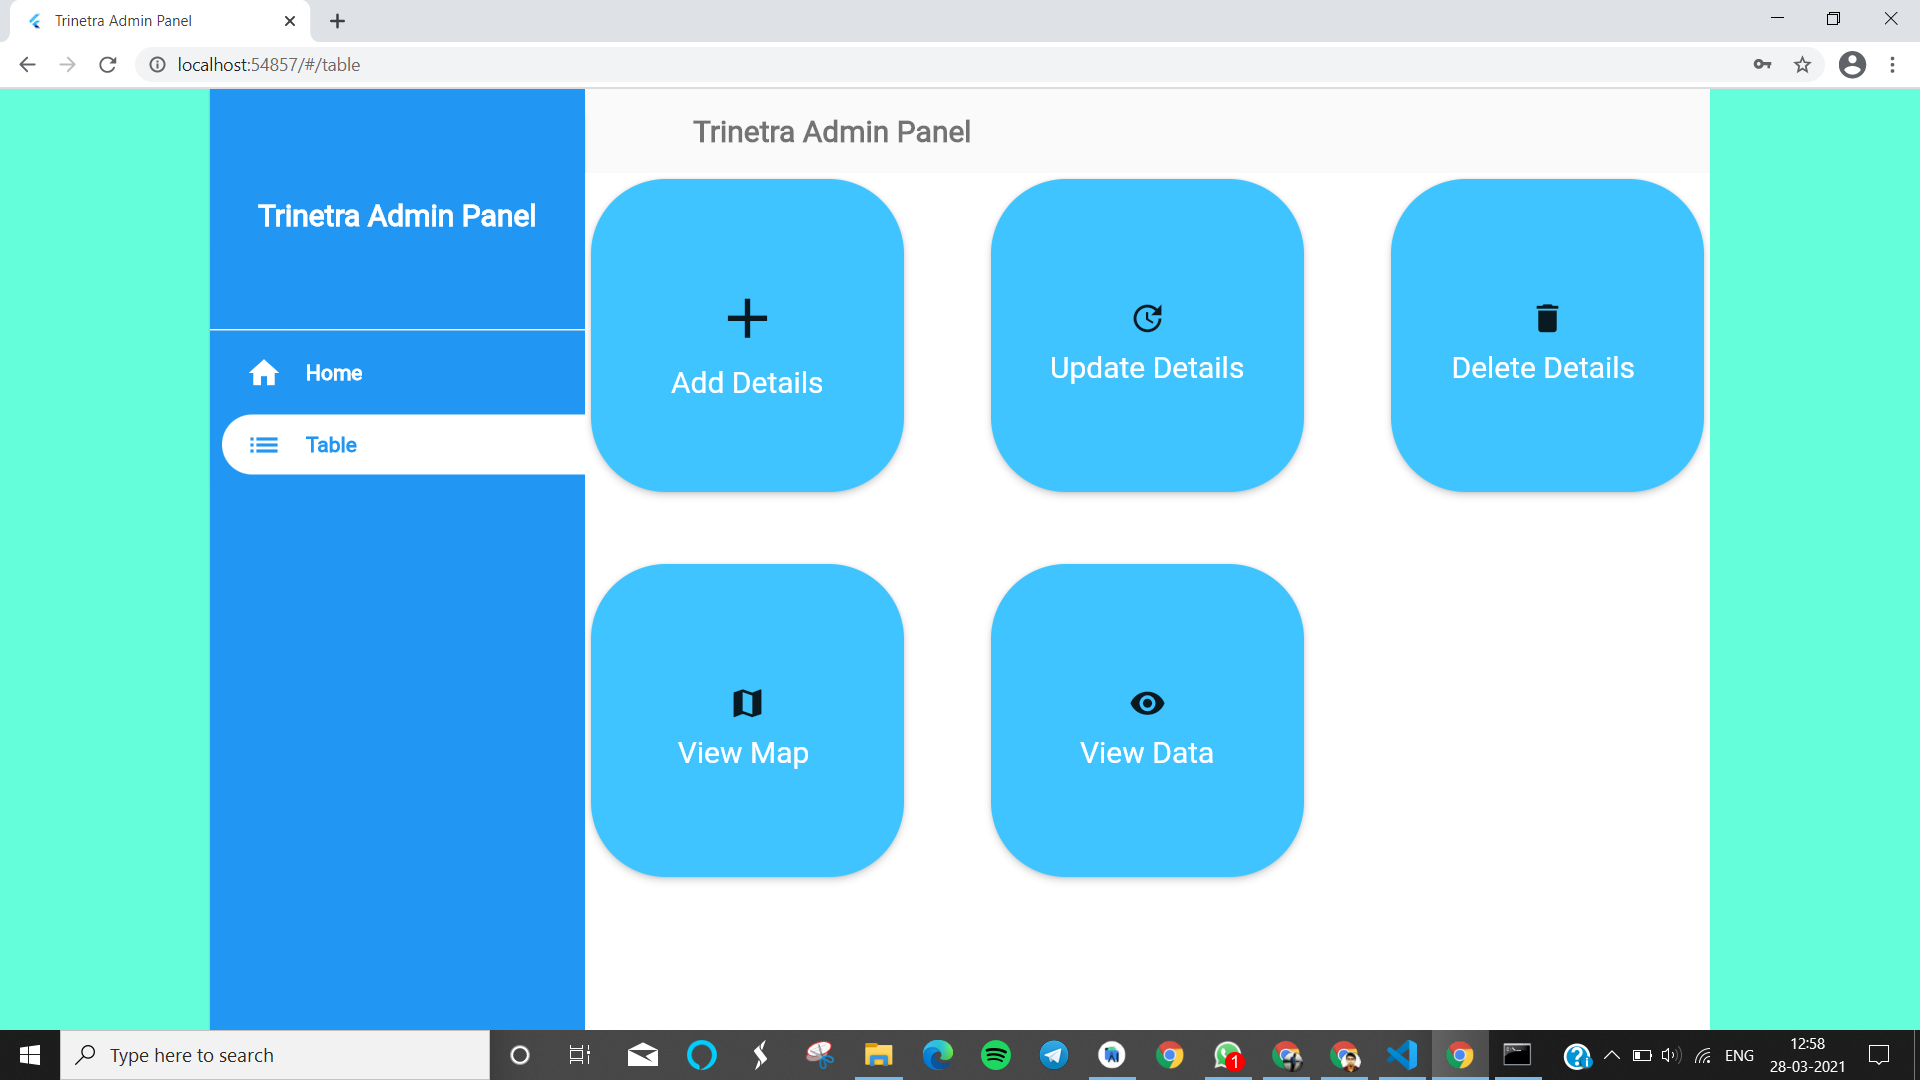 Trinetra Admin Panel
localhost:54857/#/table
Trinetra Admin Panel
Trinetra Admin Panel
Home
Table
Add Details
Update Details
Delete Details
View Map
View Data
Type here to search
1
ENG
12:58
28-03-2021